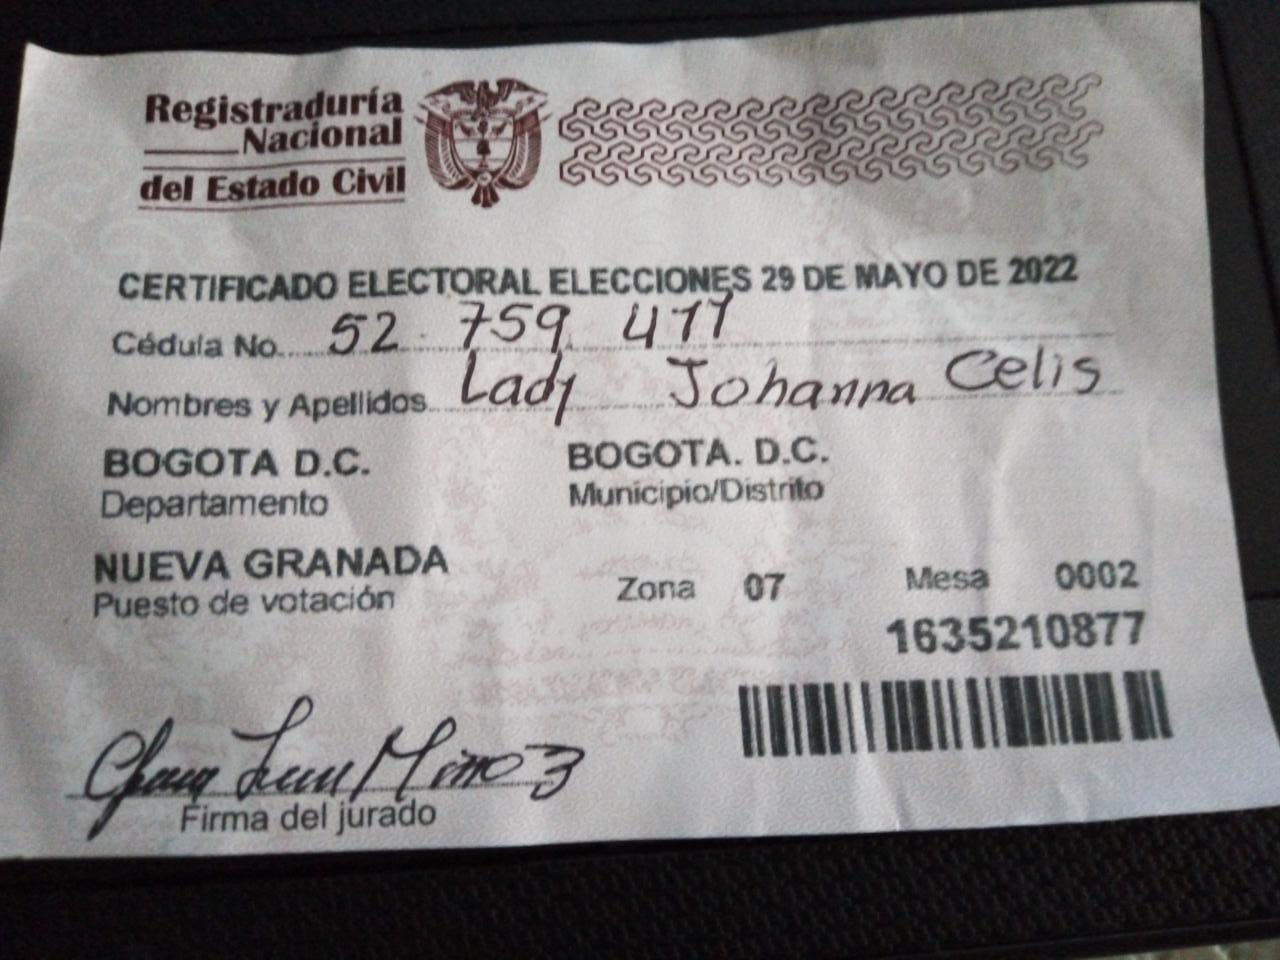 Registraduría
Nacional
del Estado Civil
CERTIFICADO ELECTORAL ELECCIONES 29 DE MAYO DE 2022
Cédula No. 52 759 477
Nombres y Apellidos Lady Johanna Celis
BOGOTA D.C. BOGOTA. D.C.
Departamento Municipio/Distrito
NUEVA GRANADA
Puesto de votación Zona 07 Mesa 0002
1635210877
Firma del jurado